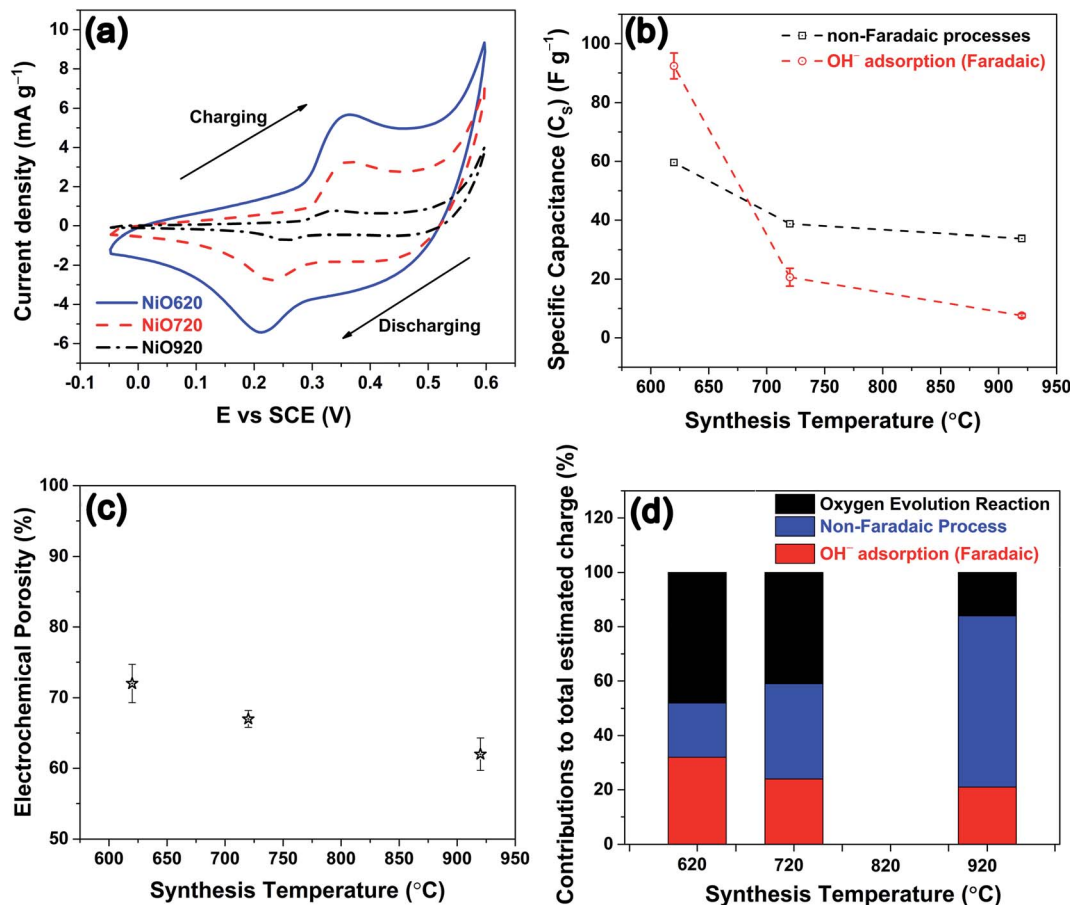 (a)
Current density (mA g⁻¹)
10
8
6
4
2
0
-2
-4
-6
Charging
Discharging
NiO620
NiO720
NiO920
-0.1 0.0 0.1 0.2 0.3 0.4 0.5 0.6
E vs SCE (V)
(b)
Specific Capacitance (Cₛ) (F g⁻¹)
100
80
60
40
20
0
non-Faradaic processes
OH⁻ adsorption (Faradaic)
600 650 700 750 800 850 900 950
Synthesis Temperature (°C)
(c)
Electrochemical Porosity (%)
100
90
80
70
60
50
600 650 700 750 800 850 900 950
Synthesis Temperature (°C)
(d)
Contributions to total estimated charge (%)
120
100
80
60
40
20
0
Oxygen Evolution Reaction
Non-Faradaic Process
OH⁻ adsorption (Faradaic)
620 720 820 920
Synthesis Temperature (°C)